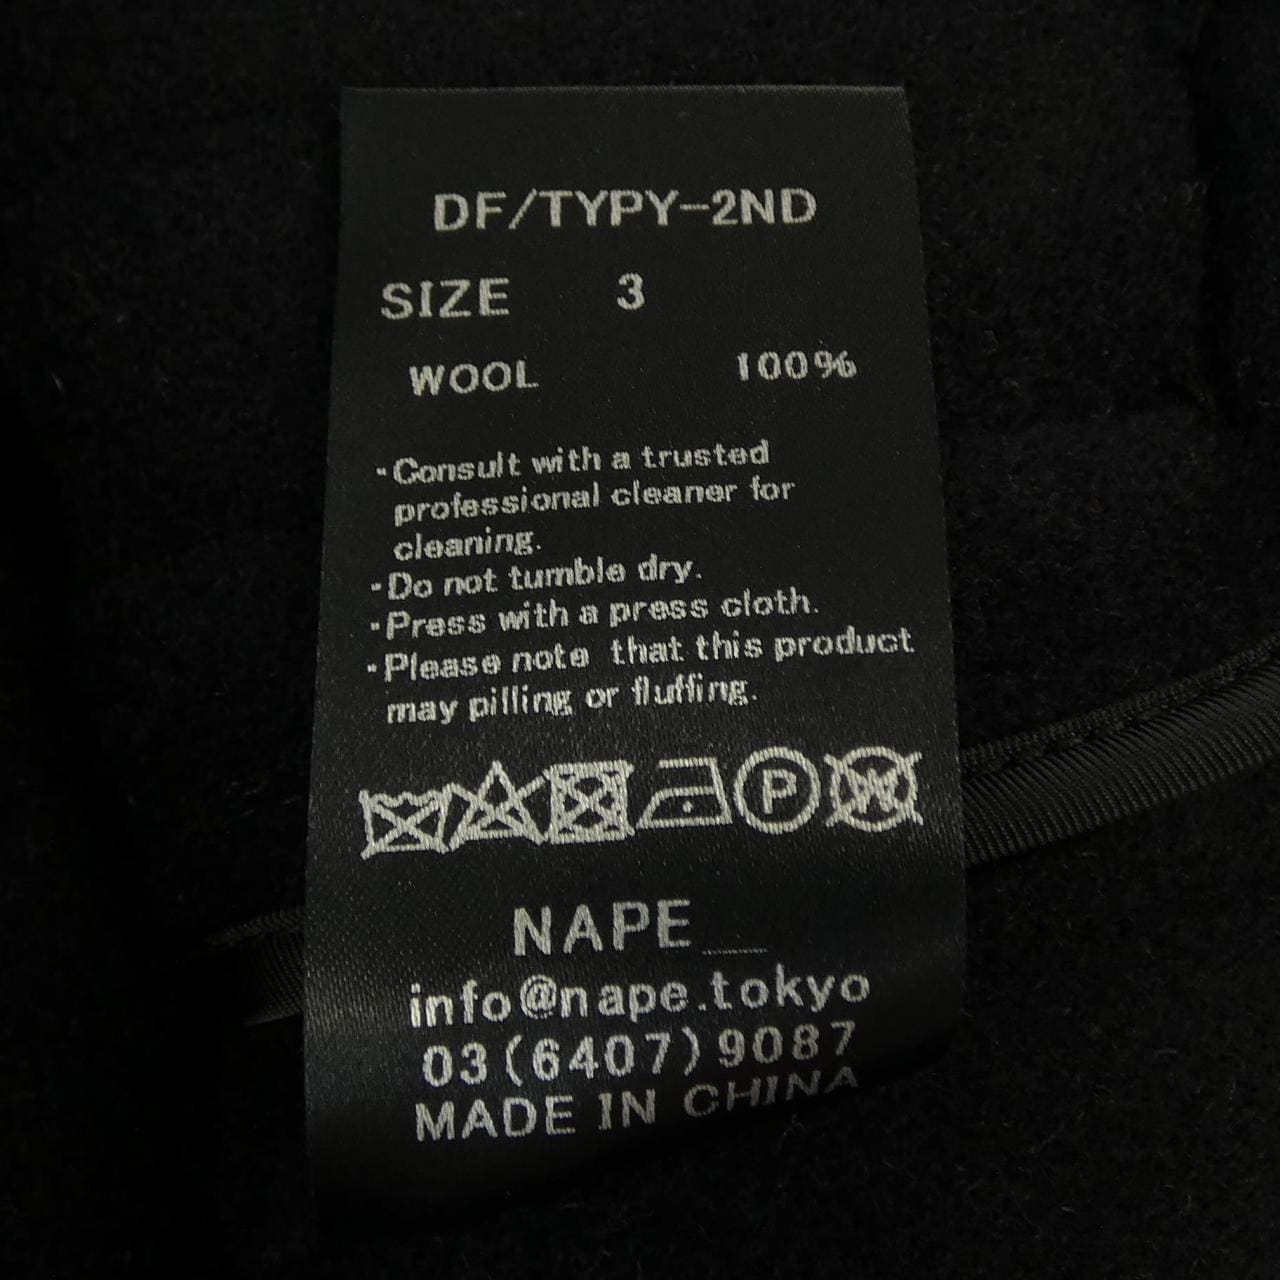 DF/TYPY-2ND
SIZE 3
WOOL 100%
・Consult with a trusted
professional cleaner for
cleaning.
・Do not tumble dry.
・Press with a press cloth.
・Please note that this product
may pilling or fluffing.
P W
NAPE_
info@nape.tokyo
03(6407)9087
MADE IN CHINA